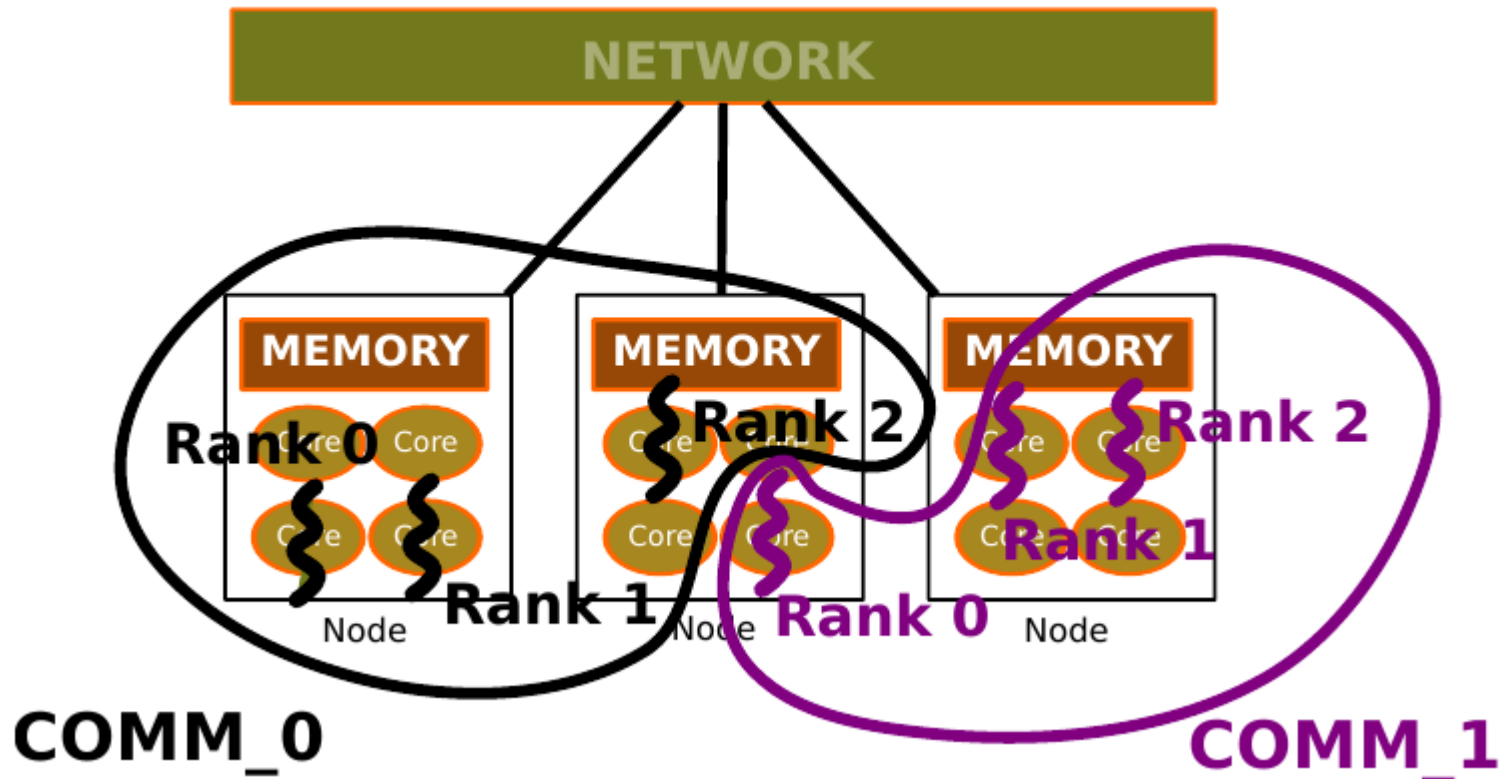 NETWORK
MEMORY MEMORY MEMORY
Rank 0 Core Core Core Rank 2 Core Core Core Rank 2
Core Core Core Core Core Rank 1 Core
Rank 1 Rank 0
Node Node Node
COMM_0 COMM_1